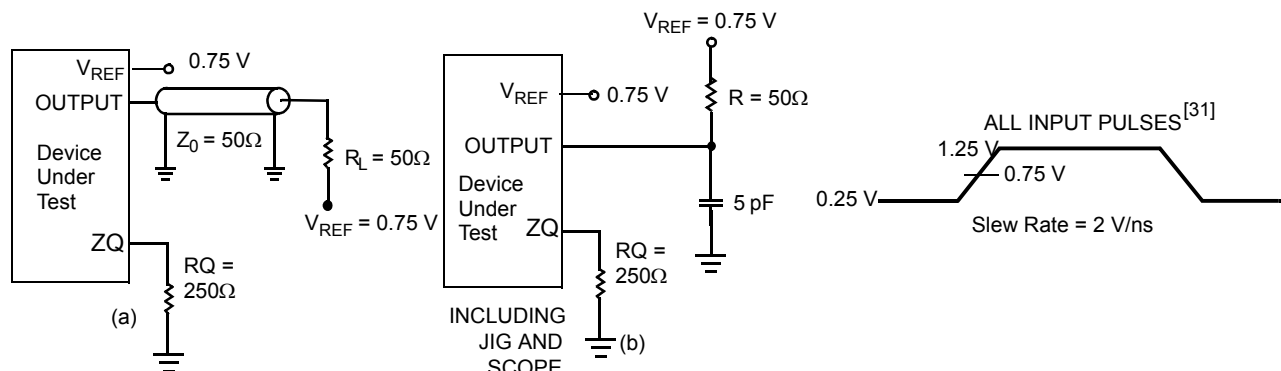 V_REF 0.75 V
OUTPUT
Z_0 = 50Ω
Device
Under
Test
R_L = 50Ω
V_REF = 0.75 V
ZQ
RQ =
250Ω
(a)
V_REF = 0.75 V
R = 50Ω
V_REF 0.75 V
OUTPUT
Device
Under
Test
5 pF
ZQ
RQ =
250Ω
INCLUDING
JIG AND
SCOPE
(b)
ALL INPUT PULSES[31]
1.25 V
0.75 V
0.25 V
Slew Rate = 2 V/ns